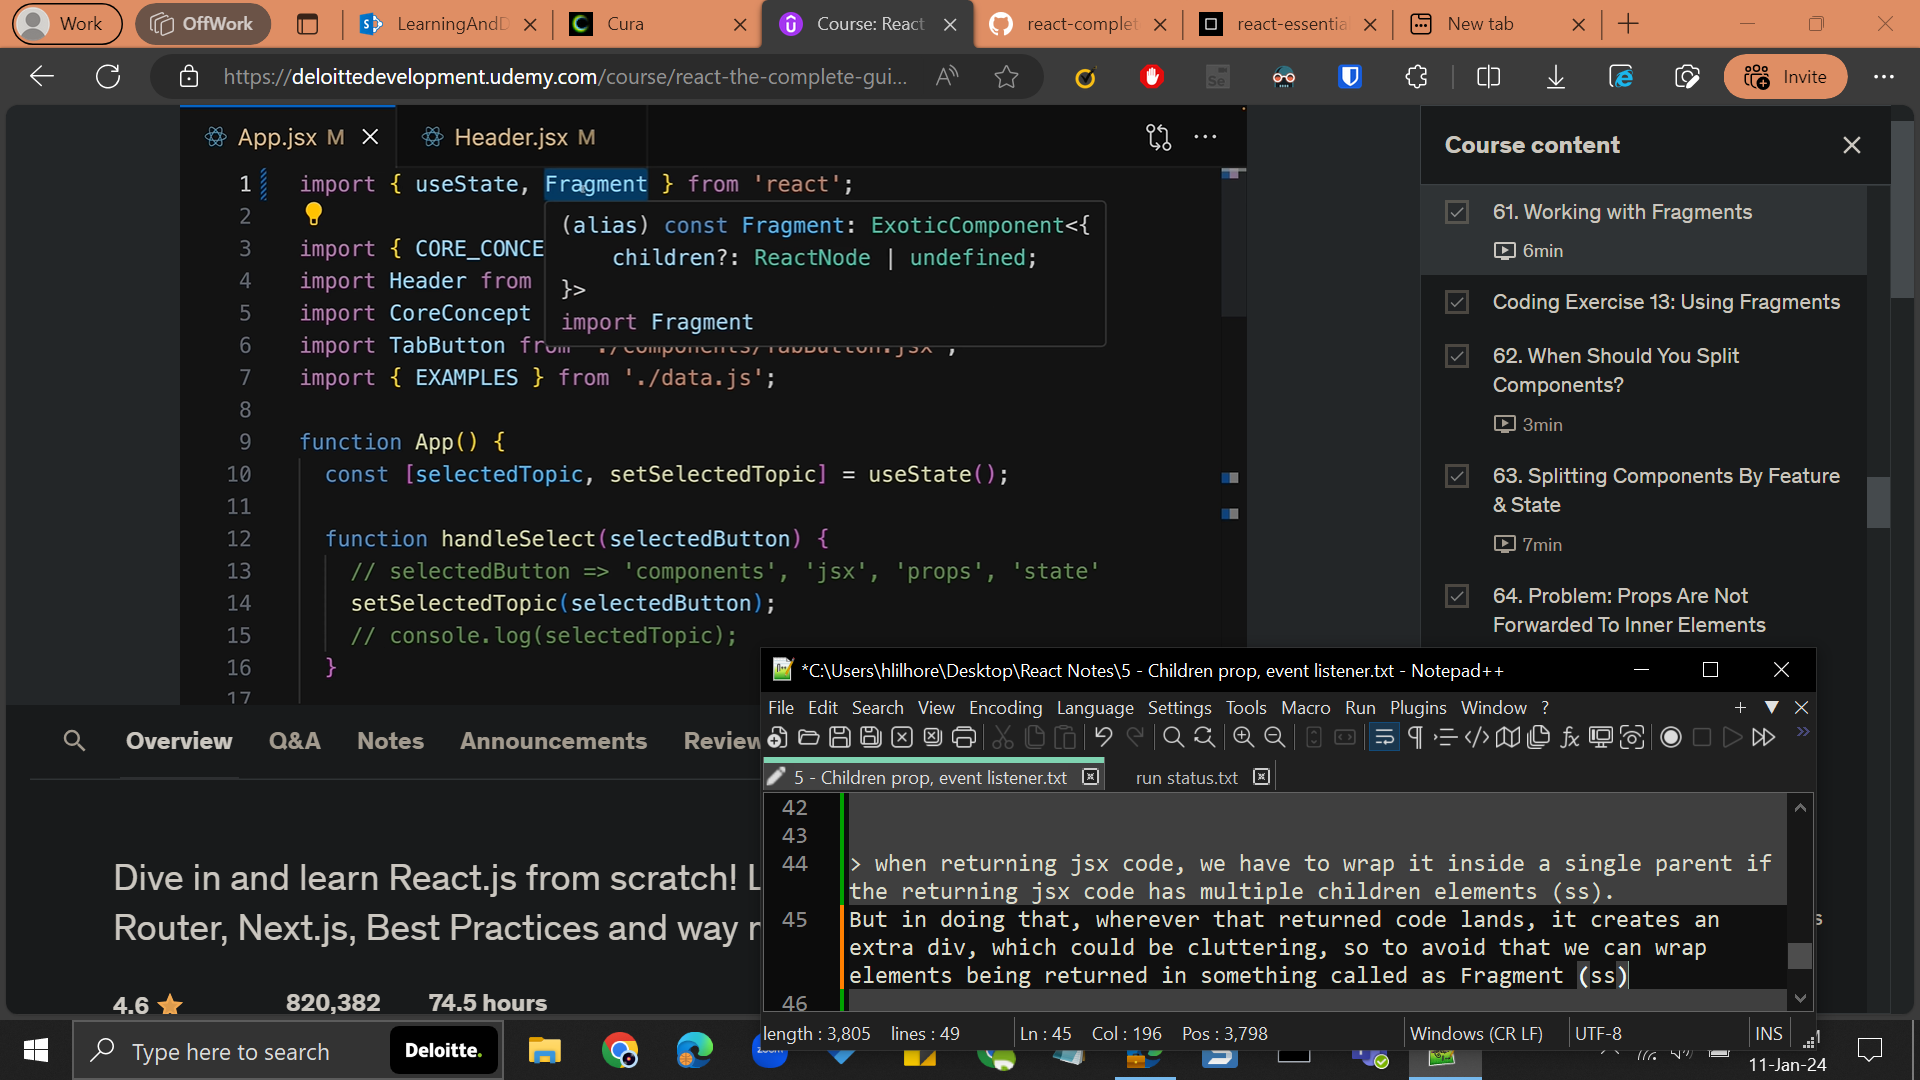 Work
OffWork
LearningAndD
Cura
Course: React
react-complet
react-essentia
New tab
https://deloittedevelopment.udemy.com/course/react-the-complete-gui...
Invite
App.jsx M
Header.jsx M
1 import { useState, Fragment } from 'react';
2
3 import { CORE_CONCE
4 import Header from
5 import CoreConcept
6 import TabButton from './components/TabButton.jsx';
7 import { EXAMPLES } from './data.js';
8
9 function App() {
10 const [selectedTopic, setSelectedTopic] = useState();
11
12 function handleSelect(selectedButton) {
13 // selectedButton => 'components', 'jsx', 'props', 'state'
14 setSelectedTopic(selectedButton);
15 // console.log(selectedTopic);
16 }
17
(alias) const Fragment: ExoticComponent<{
children?: ReactNode | undefined;
}>
import Fragment
Course content
61. Working with Fragments
6min
Coding Exercise 13: Using Fragments
62. When Should You Split
Components?
3min
63. Splitting Components By Feature
& State
7min
64. Problem: Props Are Not
Forwarded To Inner Elements
Overview Q&A Notes Announcements Review
Dive in and learn React.js from scratch! L
Router, Next.js, Best Practices and way r
4.6 820,382 74.5 hours
*C:\Users\hlilhore\Desktop\React Notes\5 - Children prop, event listener.txt - Notepad++
File Edit Search View Encoding Language Settings Tools Macro Run Plugins Window ?
5 - Children prop, event listener.txt
run status.txt
42
43
44 > when returning jsx code, we have to wrap it inside a single parent if
the returning jsx code has multiple children elements (ss).
45 But in doing that, wherever that returned code lands, it creates an
extra div, which could be cluttering, so to avoid that we can wrap
elements being returned in something called as Fragment (ss)
46
length : 3,805 lines : 49 Ln : 45 Col : 196 Pos : 3,798 Windows (CR LF) UTF-8 INS
Type here to search
Deloitte.
zoom
11-Jan-24